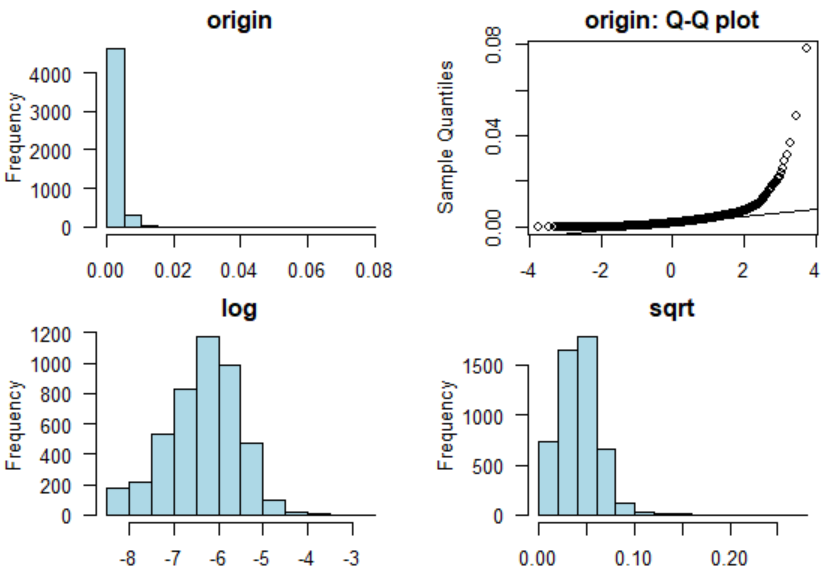 origin
Frequency
4000
3000
2000
1000
0
0.00 0.02 0.04 0.06 0.08
origin: Q-Q plot
Sample Quantiles
0.08
0.04
0.00
-4 -2 0 2 4
log
Frequency
1200
1000
800
600
400
200
0
-8 -7 -6 -5 -4 -3
sqrt
Frequency
1500
1000
500
0
0.00 0.10 0.20